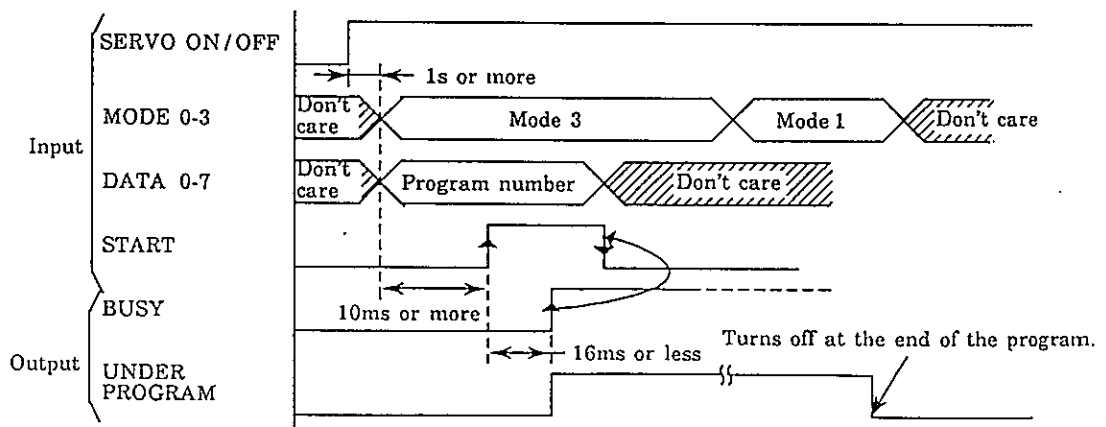 SERVO ON/OFF
1s or more
Input
MODE 0-3
Don't care
Mode 3
Mode 1
Don't care
DATA 0-7
Don't care
Program number
Don't care
START
BUSY
10ms or more
Output
16ms or less
Turns off at the end of the program.
UNDER
PROGRAM